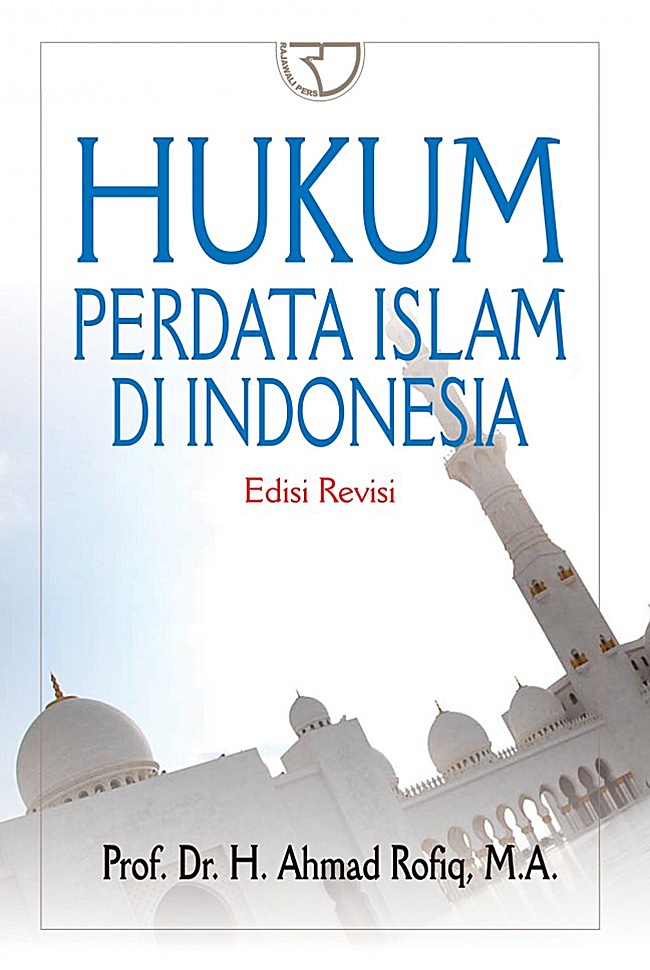 RAJAWALI PERS
HUKUM
PERDATA ISLAM
DI INDONESIA
Edisi Revisi
Prof. Dr. H. Ahmad Rofiq, M.A.